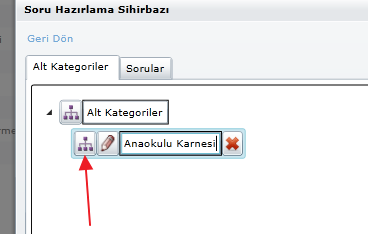 Soru Hazırlama Sihirbazı
Geri Dön
Alt Kategoriler
Sorular
Alt Kategoriler
Anaokulu Karnesi